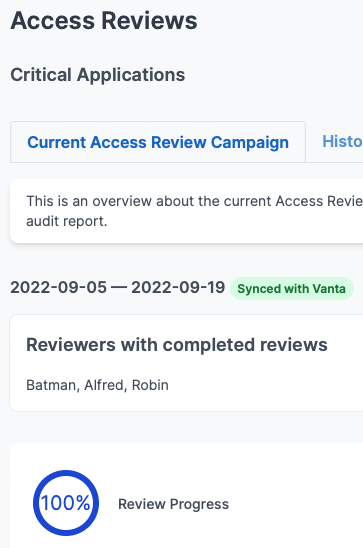 Access Reviews
Critical Applications
Current Access Review Campaign Histo
This is an overview about the current Access Revie
audit report.
2022-09-05 — 2022-09-19 Synced with Vanta
Reviewers with completed reviews
Batman, Alfred, Robin
100% Review Progress